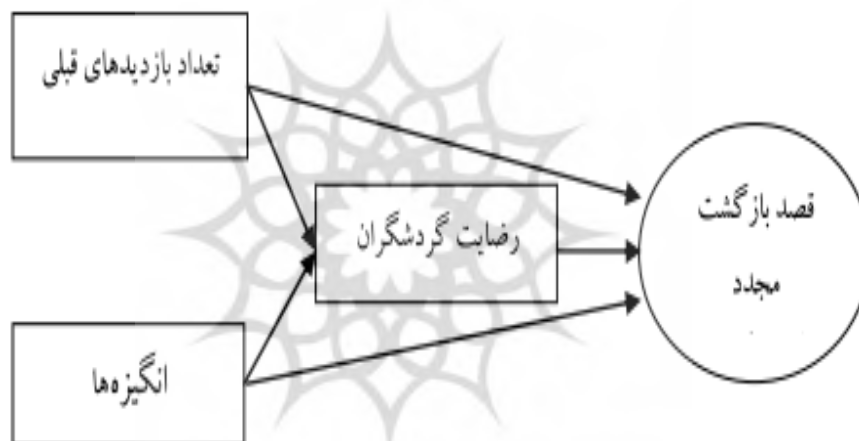 تعداد بازدیدهای قبلی
رضایت گردشگران
قصد بازگشت
مجدد
انگیزه‌ها